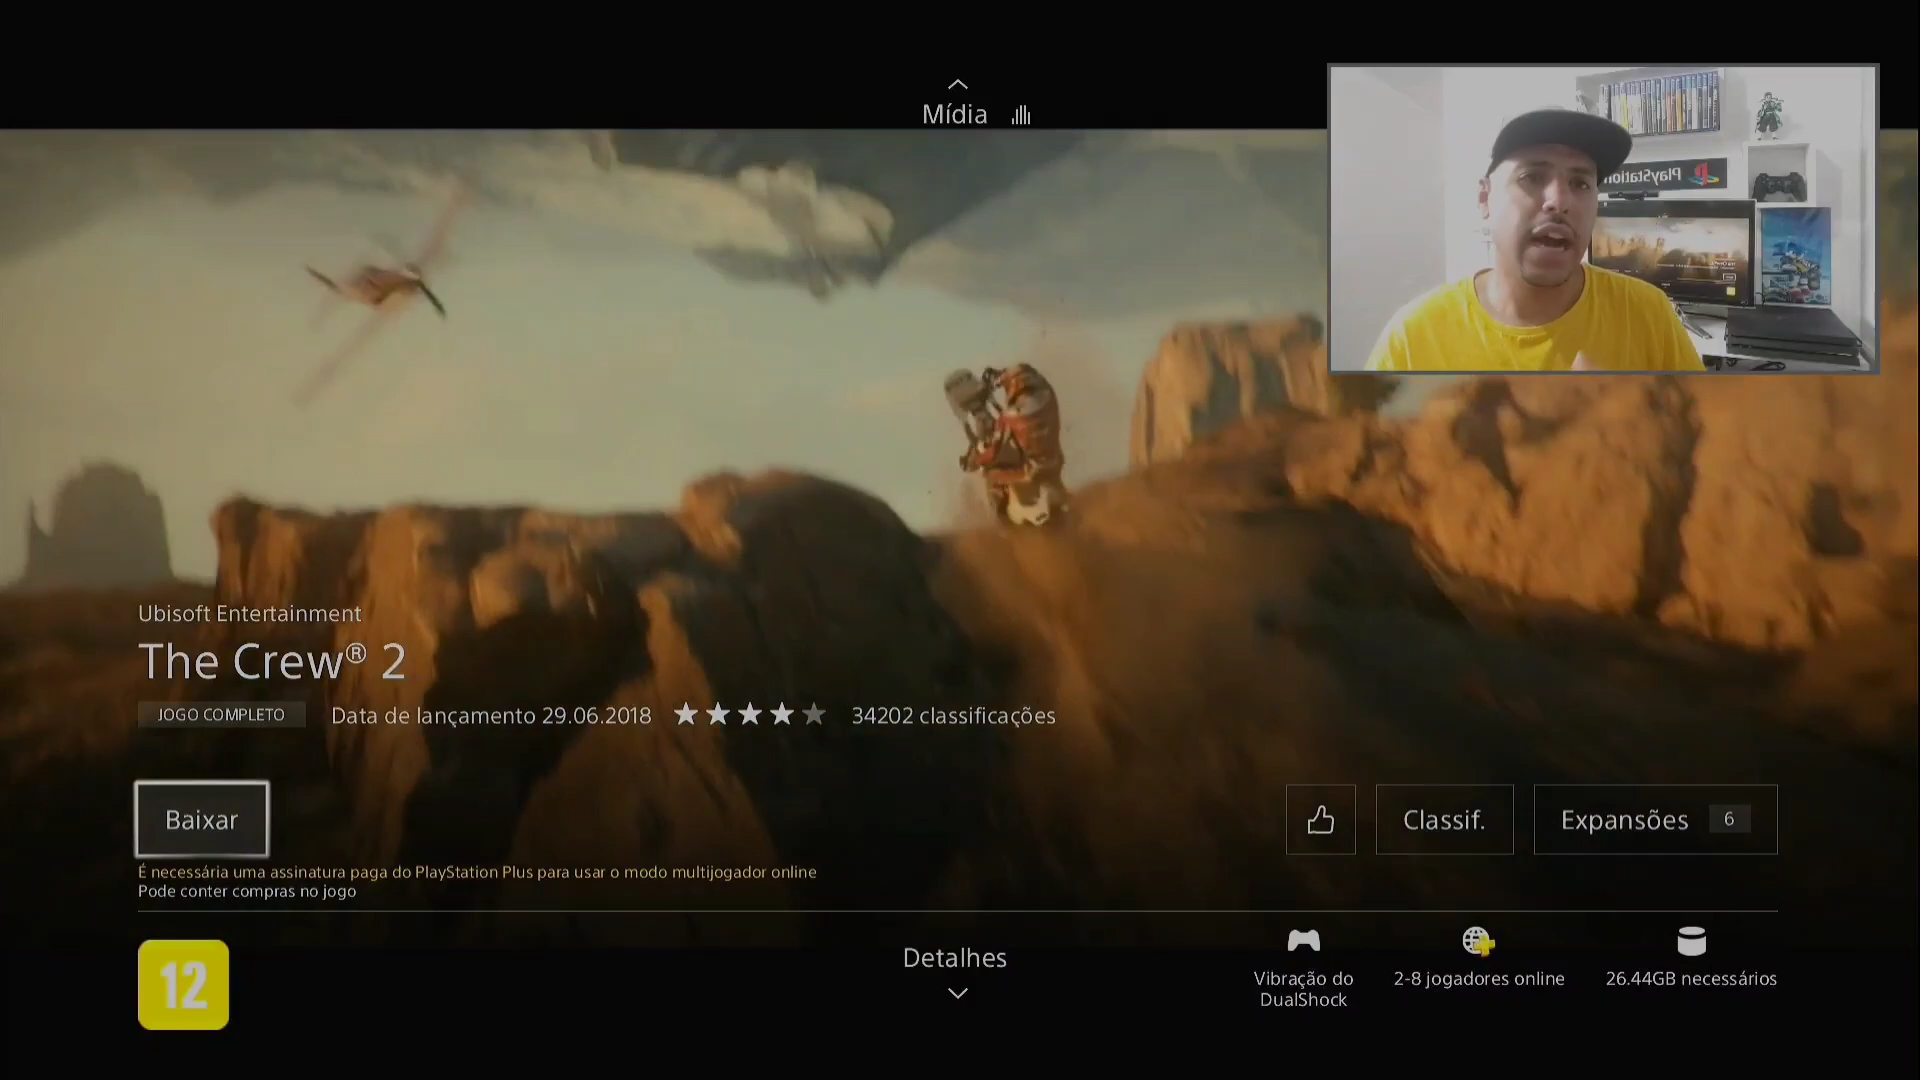 Mídia
PlayStation
Ubisoft Entertainment
The Crew® 2
JOGO COMPLETO
Data de lançamento 29.06.2018
34202 classificações
Baixar
Classif.
Expansões 6
É necessária uma assinatura paga do PlayStation Plus para usar o modo multijogador online
Pode conter compras no jogo
12
Detalhes
Vibração do
DualShock
2-8 jogadores online
26.44GB necessários